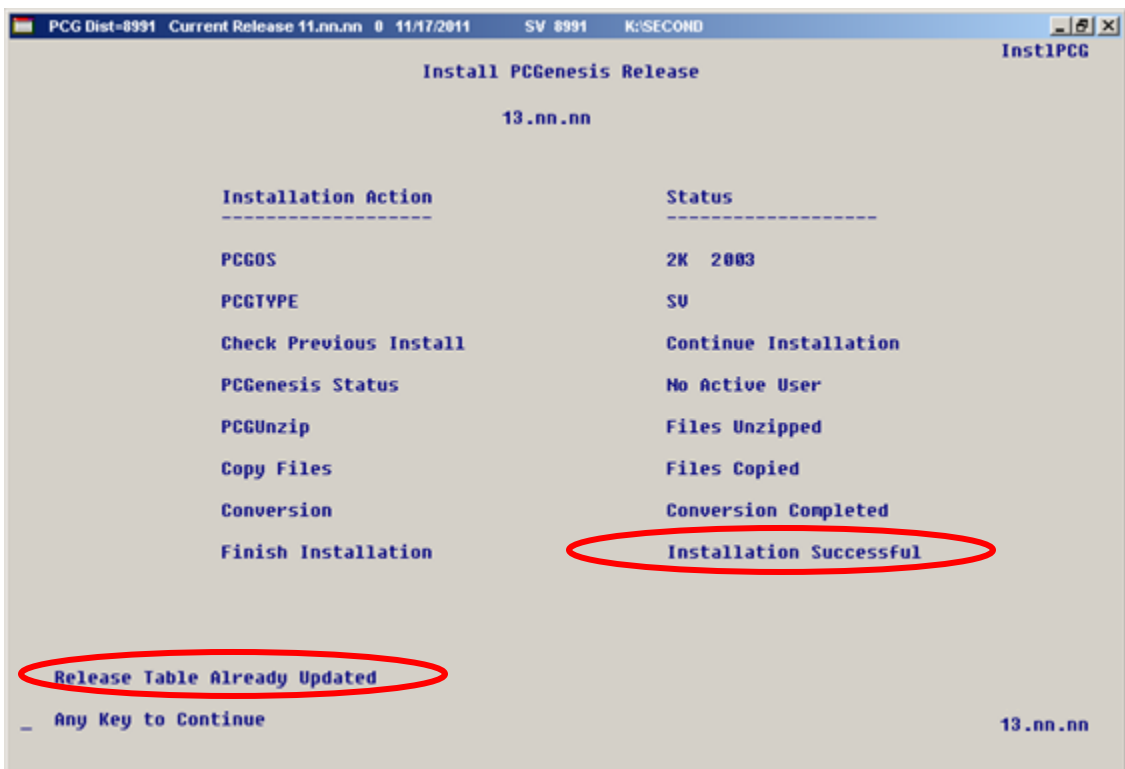 PCG Dist=8991 Current Release 11.nn.nn 0 11/17/2011 SV 8991 K:\SECOND
InstlPCG
Install PCGenesis Release
13.nn.nn
Installation Action Status
------------------- -------------------
PCGOS 2K 2003
PCGTYPE SV
Check Previous Install Continue Installation
PCGenesis Status No Active User
PCGUnzip Files Unzipped
Copy Files Files Copied
Conversion Conversion Completed
Finish Installation Installation Successful
Release Table Already Updated
_ Any Key to Continue 13.nn.nn